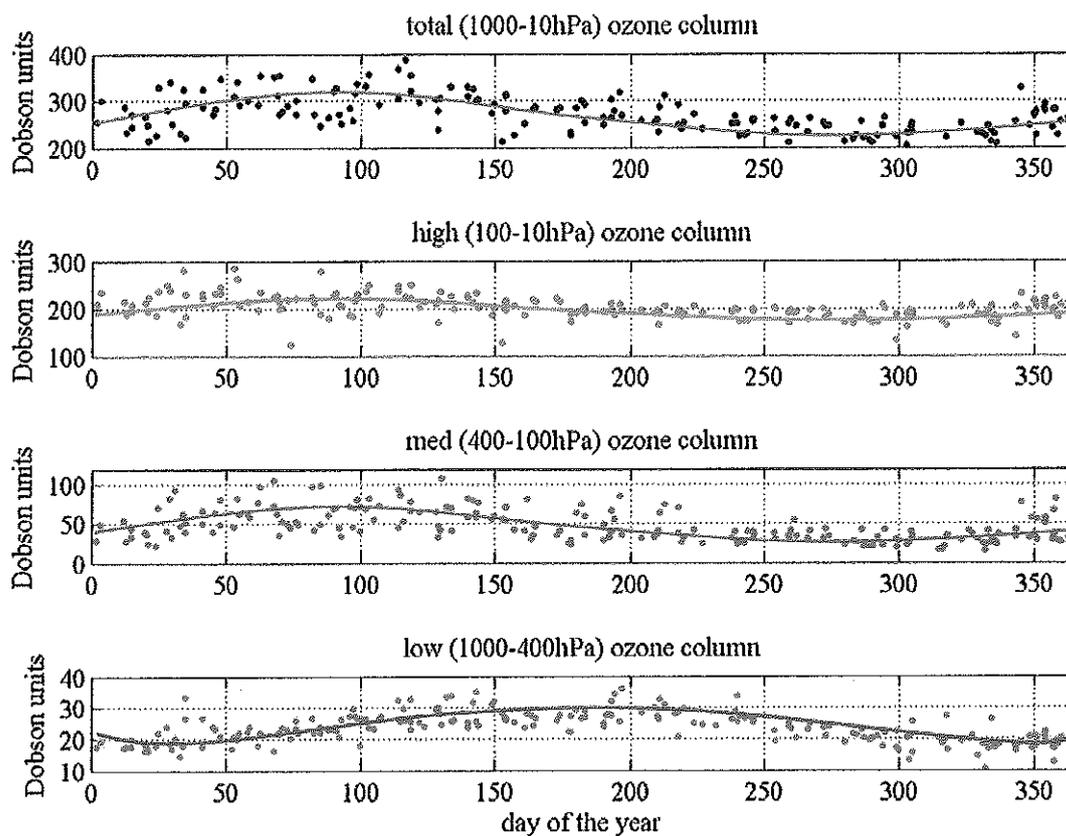 total (1000-10hPa) ozone column
Dobson units
400
300
200
0 50 100 150 200 250 300 350
high (100-10hPa) ozone column
Dobson units
300
200
100
0 50 100 150 200 250 300 350
med (400-100hPa) ozone column
Dobson units
100
50
0
0 50 100 150 200 250 300 350
low (1000-400hPa) ozone column
Dobson units
40
30
20
10
0 50 100 150 200 250 300 350
day of the year